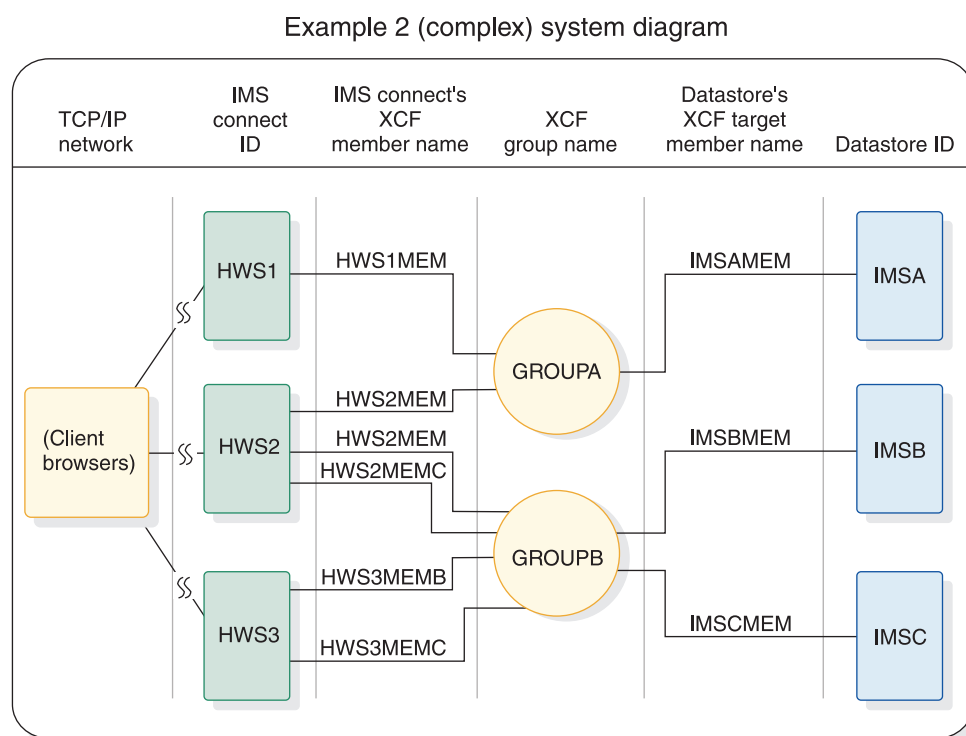 Example 2 (complex) system diagram
TCP/IP
network
IMS
connect
ID
IMS connect's
XCF
member name
XCF
group name
Datastore's
XCF target
member name
Datastore ID
HWS1
HWS1MEM
IMSAMEM
IMSA
GROUPA
(Client
browsers)
HWS2
HWS2MEM
HWS2MEM
HWS2MEMC
IMSBMEM
IMSB
GROUPB
HWS3
HWS3MEMB
HWS3MEMC
IMSCMEM
IMSC